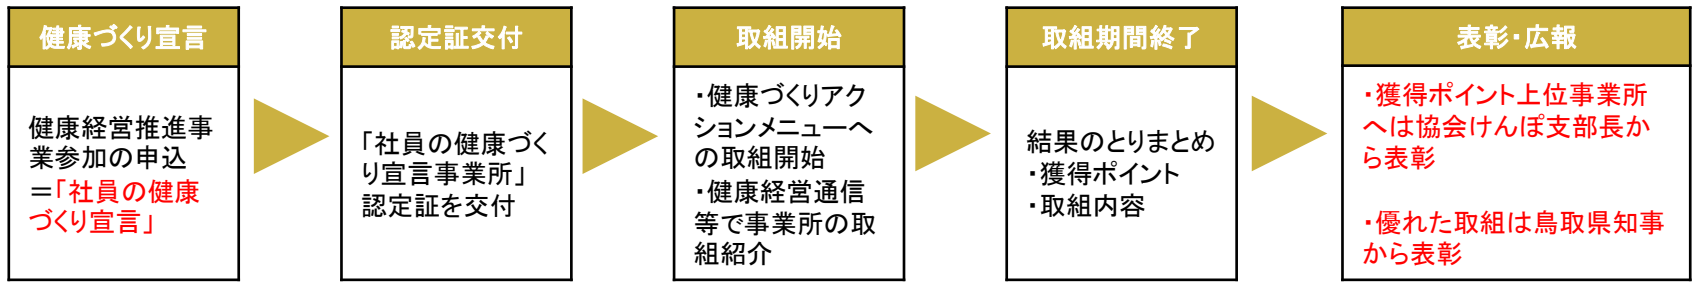 健康づくり宣言
健康経営推進事
業参加の申込
＝「社員の健康
づくり宣言」
認定証交付
「社員の健康づく
り宣言事業所」
認定証を交付
取組開始
・健康づくりアク
ションメニューへ
の取組開始
・健康経営通信
等で事業所の取
組紹介
取組期間終了
結果のとりまとめ
・獲得ポイント
・取組内容
表彰・広報
・獲得ポイント上位事業所
へは協会けんぽ支部長か
ら表彰
・優れた取組は鳥取県知事
から表彰